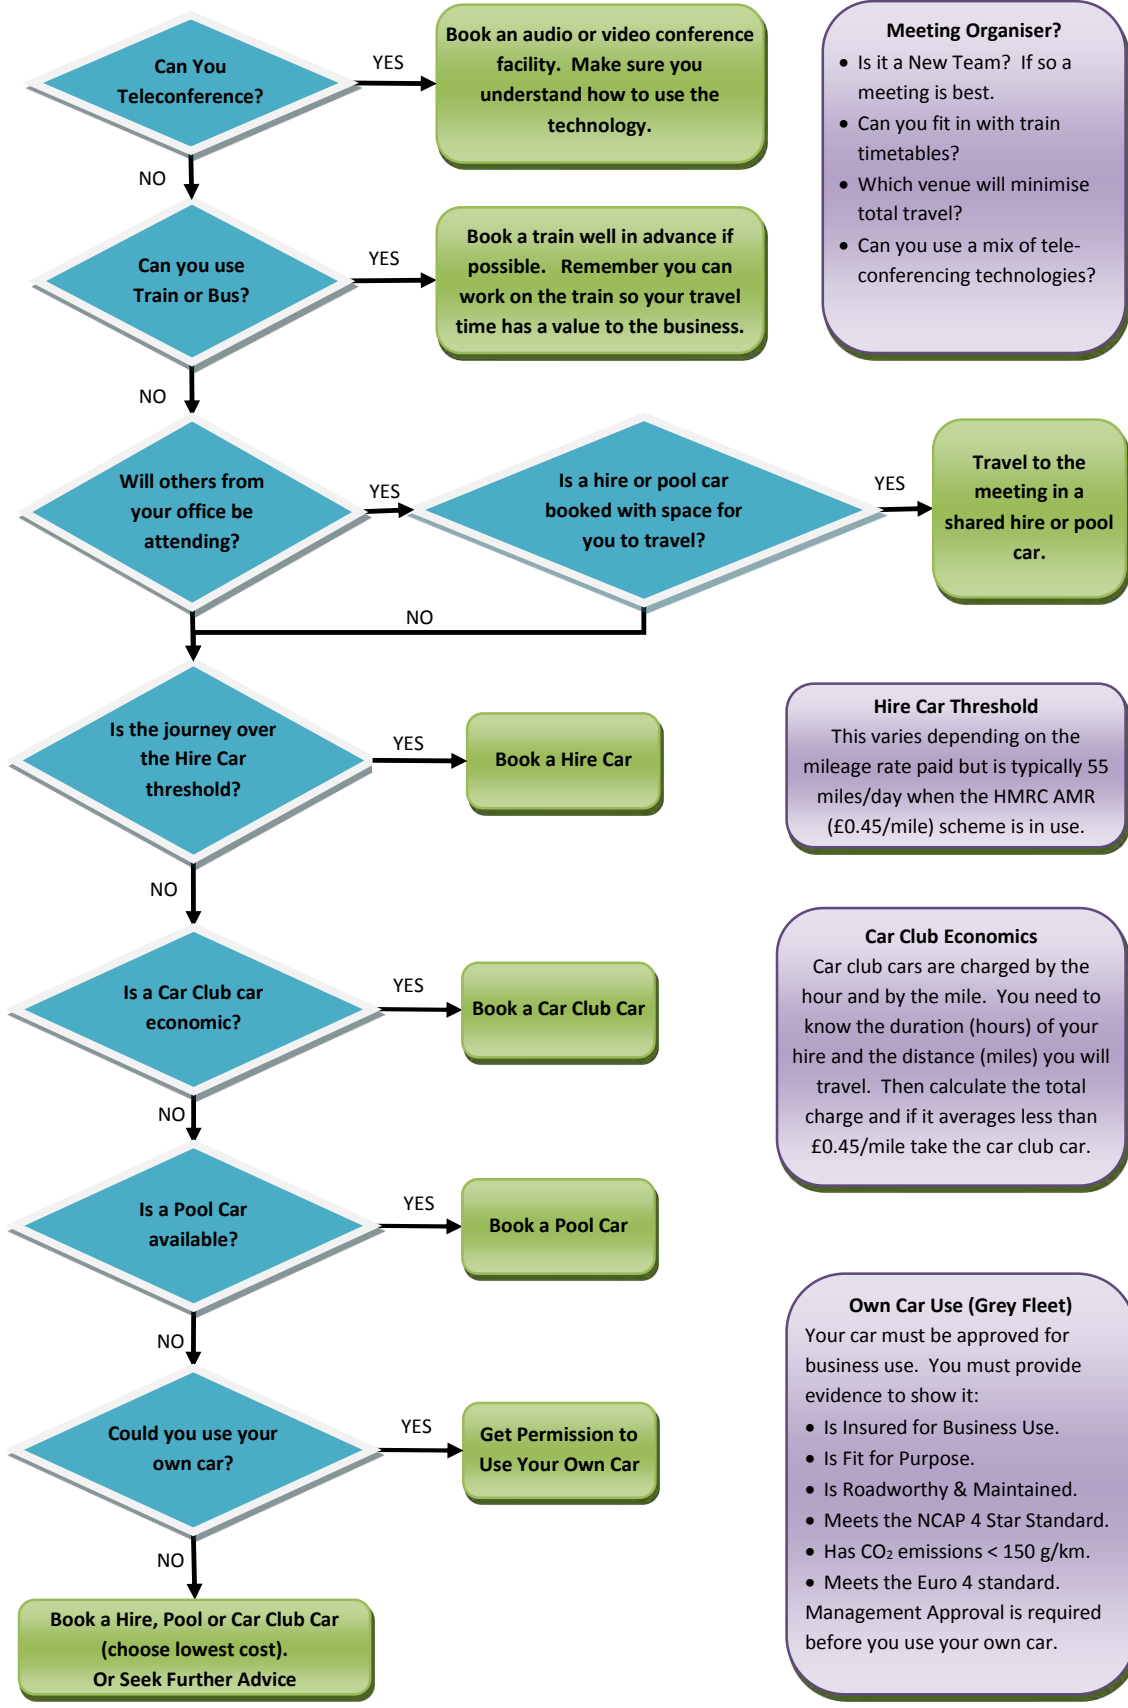 Can You
Teleconference?
YES
Book an audio or video conference
facility. Make sure you
understand how to use the
technology.
Meeting Organiser?
• Is it a New Team? If so a
meeting is best.
• Can you fit in with train
timetables?
• Which venue will minimise
total travel?
• Can you use a mix of tele-
conferencing technologies?
NO
Can you use
Train or Bus?
YES
Book a train well in advance if
possible. Remember you can
work on the train so your travel
time has a value to the business.
NO
Will others from
your office be
attending?
YES
Is a hire or pool car
booked with space for
you to travel?
YES
Travel to the
meeting in a
shared hire or pool
car.
NO
Is the journey over
the Hire Car
threshold?
YES
Book a Hire Car
Hire Car Threshold
This varies depending on the
mileage rate paid but is typically 55
miles/day when the HMRC AMR
(£0.45/mile) scheme is in use.
NO
Is a Car Club car
economic?
YES
Book a Car Club Car
Car Club Economics
Car club cars are charged by the
hour and by the mile. You need to
know the duration (hours) of your
hire and the distance (miles) you will
travel. Then calculate the total
charge and if it averages less than
£0.45/mile take the car club car.
NO
Is a Pool Car
available?
YES
Book a Pool Car
NO
Could you use your
own car?
YES
Get Permission to
Use Your Own Car
Own Car Use (Grey Fleet)
Your car must be approved for
business use. You must provide
evidence to show it:
• Is Insured for Business Use.
• Is Fit for Purpose.
• Is Roadworthy & Maintained.
• Meets the NCAP 4 Star Standard.
• Has CO₂ emissions < 150 g/km.
• Meets the Euro 4 standard.
Management Approval is required
before you use your own car.
NO
Book a Hire, Pool or Car Club Car
(choose lowest cost).
Or Seek Further Advice